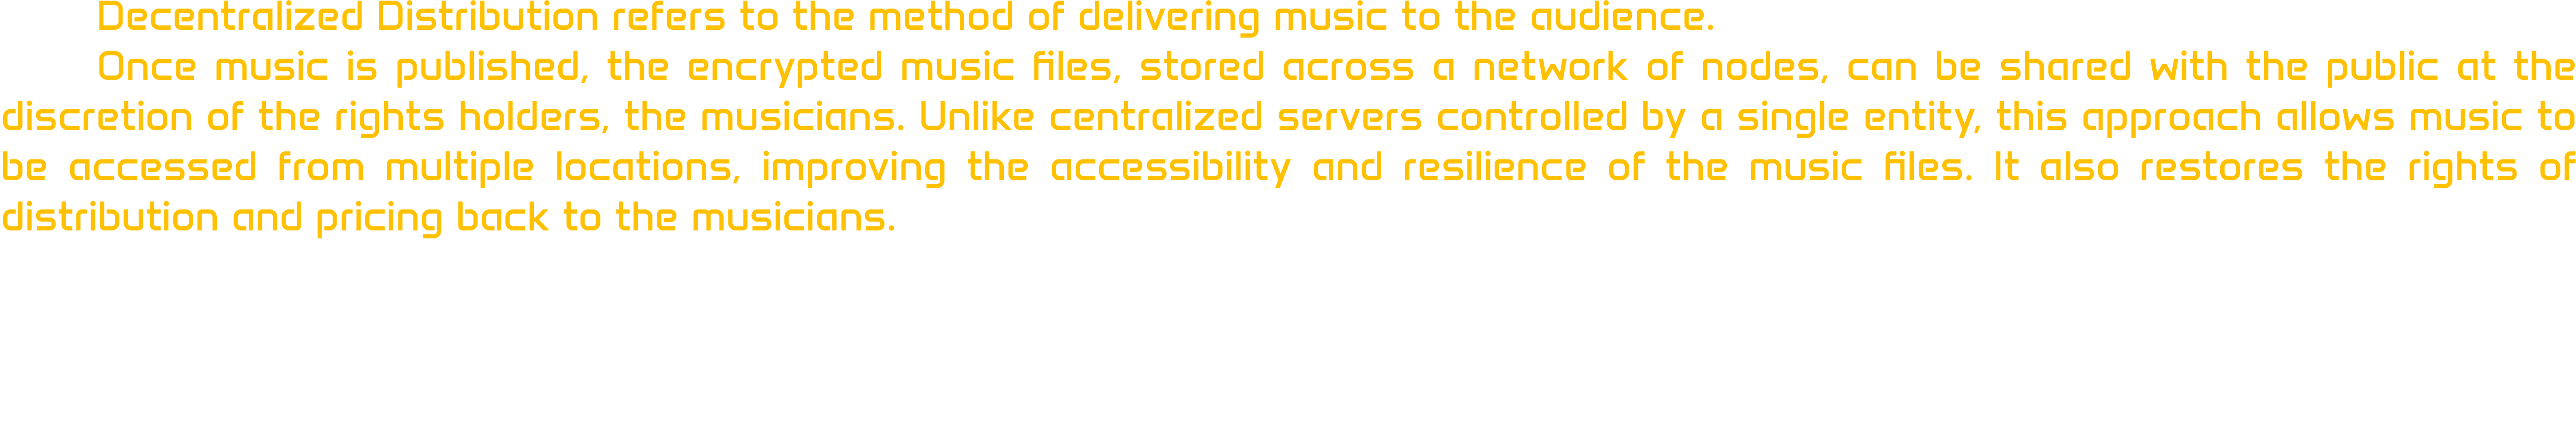 Decentralized Distribution refers to the method of delivering music to the audience.
Once music is published, the encrypted music files, stored across a network of nodes, can be shared with the public at the
discretion of the rights holders, the musicians. Unlike centralized servers controlled by a single entity, this approach allows music to
be accessed from multiple locations, improving the accessibility and resilience of the music files. It also restores the rights of
distribution and pricing back to the musicians.